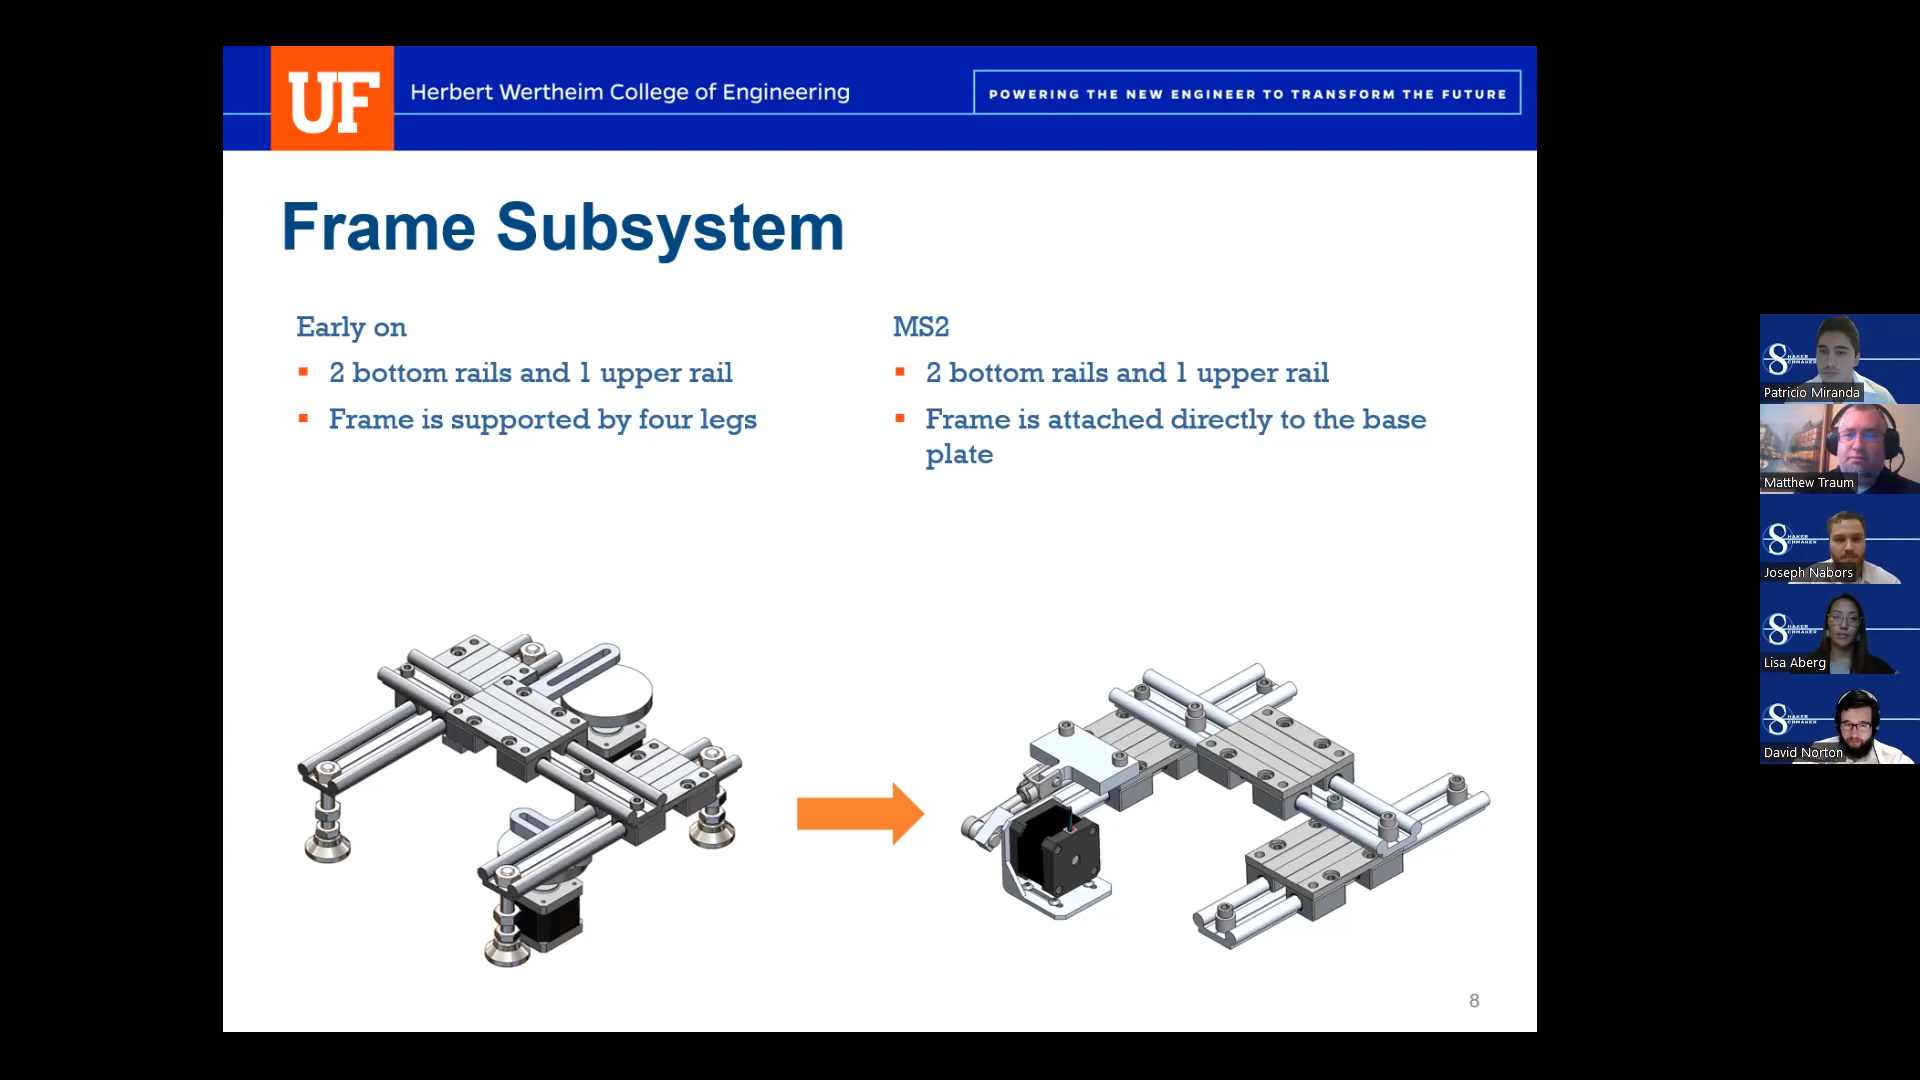 UF
Herbert Wertheim College of Engineering
POWERING THE NEW ENGINEER TO TRANSFORM THE FUTURE
Frame Subsystem
Early on
2 bottom rails and 1 upper rail
Frame is supported by four legs
MS2
2 bottom rails and 1 upper rail
Frame is attached directly to the base
plate
8
Patricio Miranda
Matthew Traum
Joseph Nabors
Lisa Aberg
David Norton